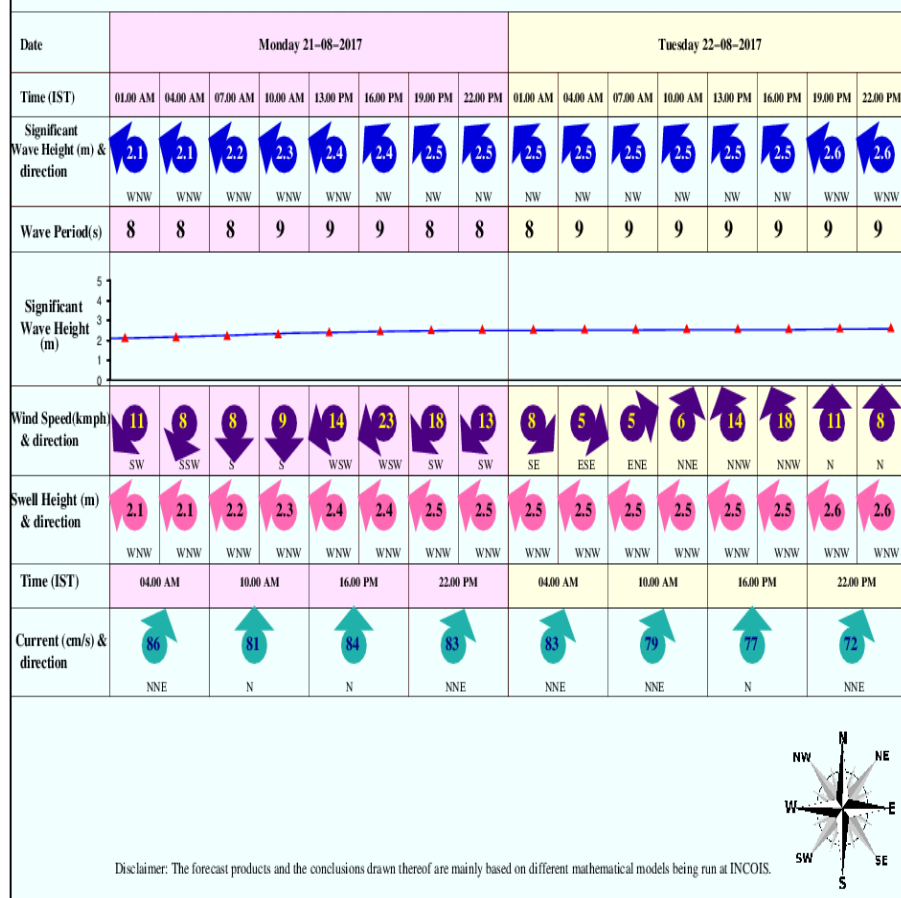 Date Monday 21-08-2017 Tuesday 22-08-2017
Time (IST) 01.00 AM 04.00 AM 07.00 AM 10.00 AM 13.00 PM 16.00 PM 19.00 PM 22.00 PM 01.00 AM 04.00 AM 07.00 AM 10.00 AM 13.00 PM 16.00 PM 19.00 PM 22.00 PM
Significant
Wave Height (m) & 2.1 2.1 2.2 2.3 2.4 2.4 2.5 2.5 2.5 2.5 2.5 2.5 2.5 2.5 2.6 2.6
direction
WNW WNW WNW WNW WNW NW NW NW NW NW NW NW NW NW WNW WNW
Wave Period(s) 8 8 8 9 9 9 8 8 8 9 9 9 9 9 9 9
5
4
Significant 3
Wave Height 2
(m) 1
0
Wind Speed(kmph) 11 8 8 9 14 23 18 13 8 5 5 6 14 18 11 8
& direction
SW SSW S S WSW WSW SW SW SE ESE ENE NNE NNW NNW N N
Swell Height (m) 2.1 2.1 2.2 2.3 2.4 2.4 2.5 2.5 2.5 2.5 2.5 2.5 2.5 2.5 2.6 2.6
& direction
WNW WNW WNW WNW WNW WNW WNW WNW WNW WNW WNW WNW WNW WNW WNW WNW
Time (IST) 04.00 AM 10.00 AM 16.00 PM 22.00 PM 04.00 AM 10.00 AM 16.00 PM 22.00 PM
Current (cm/s) & 86 81 84 83 83 79 77 72
direction
NNE N N NNE NNE NNE N NNE
N
NW NE
W E
SW SE
S
Disclaimer: The forecast products and the conclusions drawn thereof are mainly based on different mathematical models being run at INCOIS.